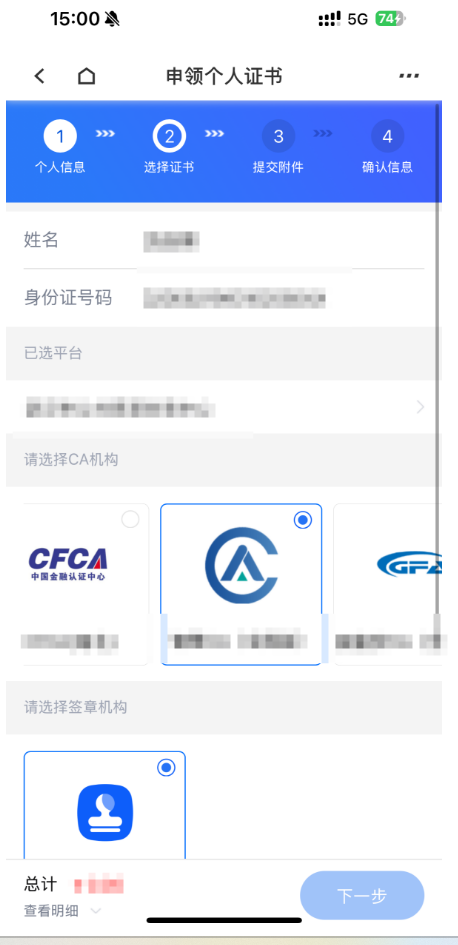 15:00
5G 74
申领个人证书
1 2 3 4
个人信息 选择证书 提交附件 确认信息
姓名
身份证号码
已选平台
请选择CA机构
CFCA
中国金融认证中心
GFA
请选择签章机构
总计
查看明细
下一步